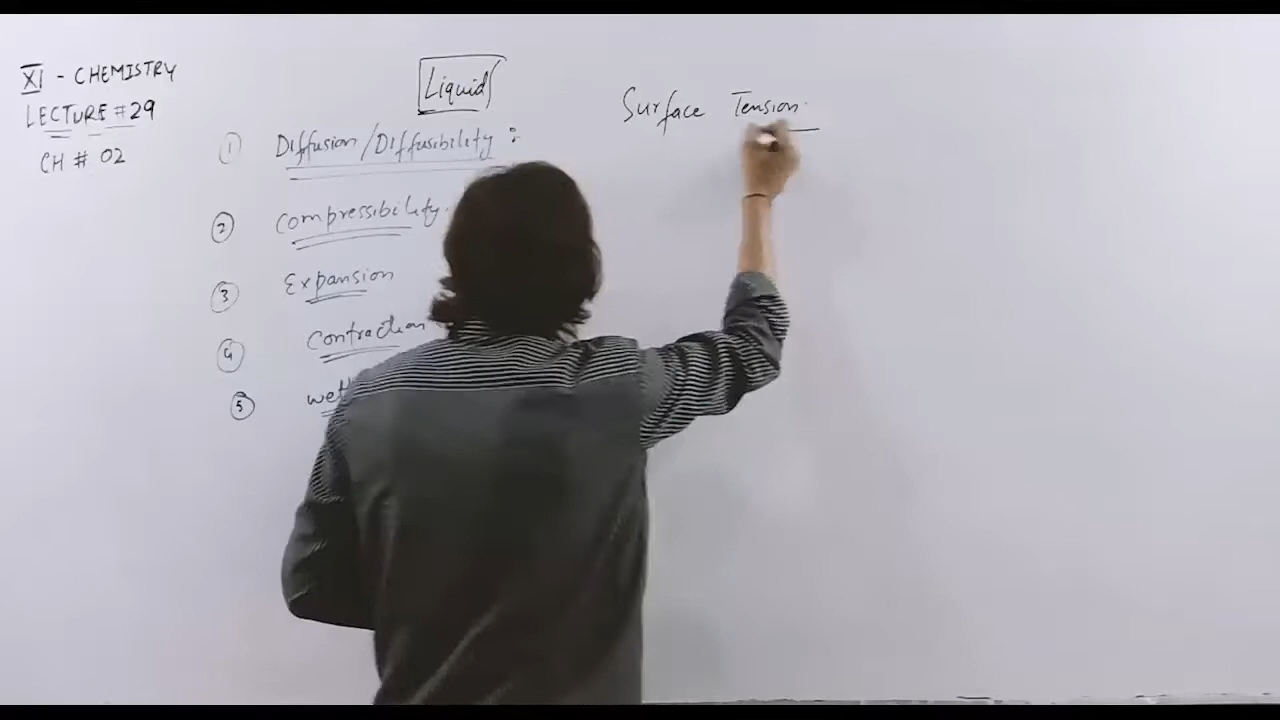 XI - CHEMISTRY
LECTURE #29
CH # 02
Liquid
① Diffusion/Diffusibility :
② Compressibility.
③ Expansion
④ Contraction
⑤
Surface Tension.